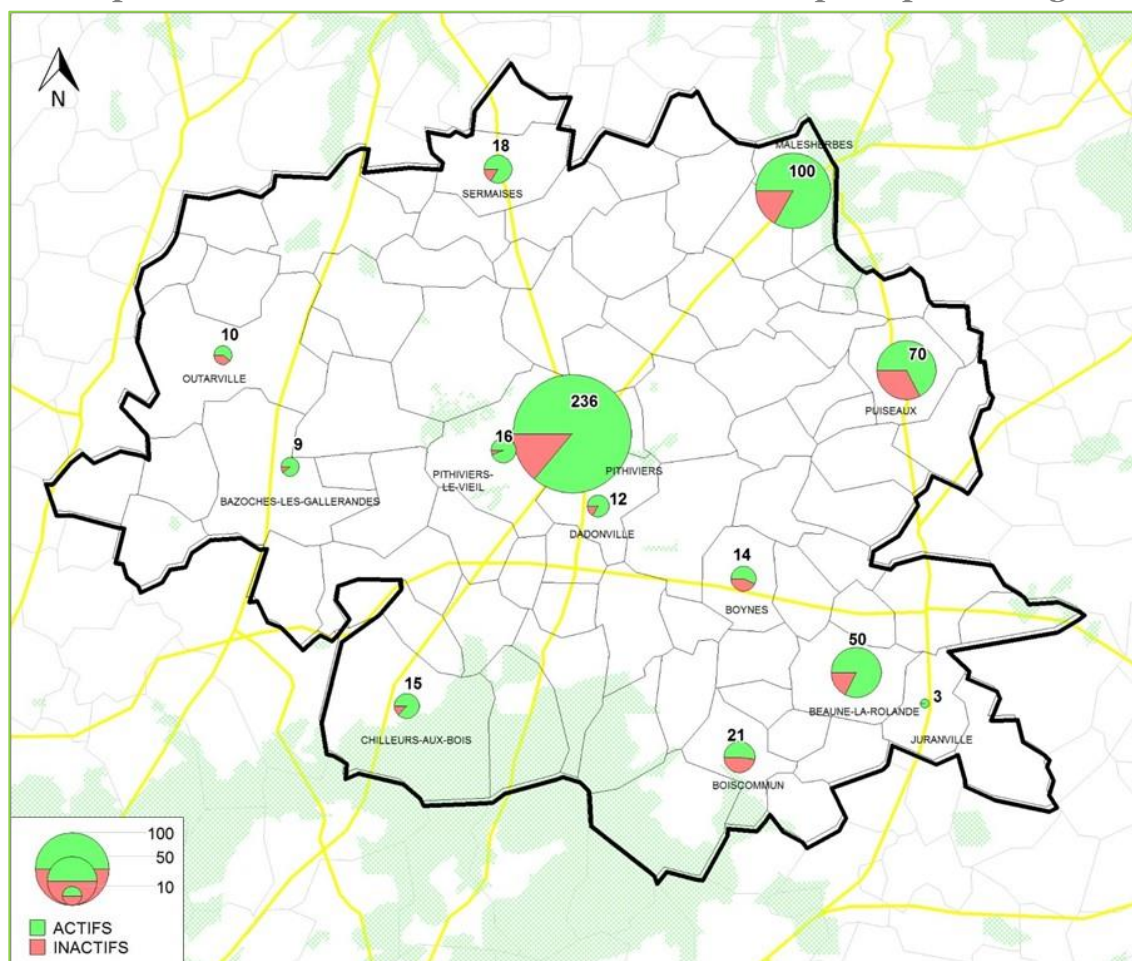 N
MALESHERBES
100
18
SERMAISES
10
OUTARVILLE
70
PUISEAUX
236
PITHIVIERS
16
PITHIVIERS-
LE-VIEIL
9
BAZOCHES-LES-GALLERANDES
12
DADONVILLE
14
BOYNES
50
BEAUNE-LA-ROLANDE
3
JURANVILLE
15
CHILLEURS-AUX-BOIS
21
BOISCOMMUN
100
50
10
ACTIFS
INACTIFS